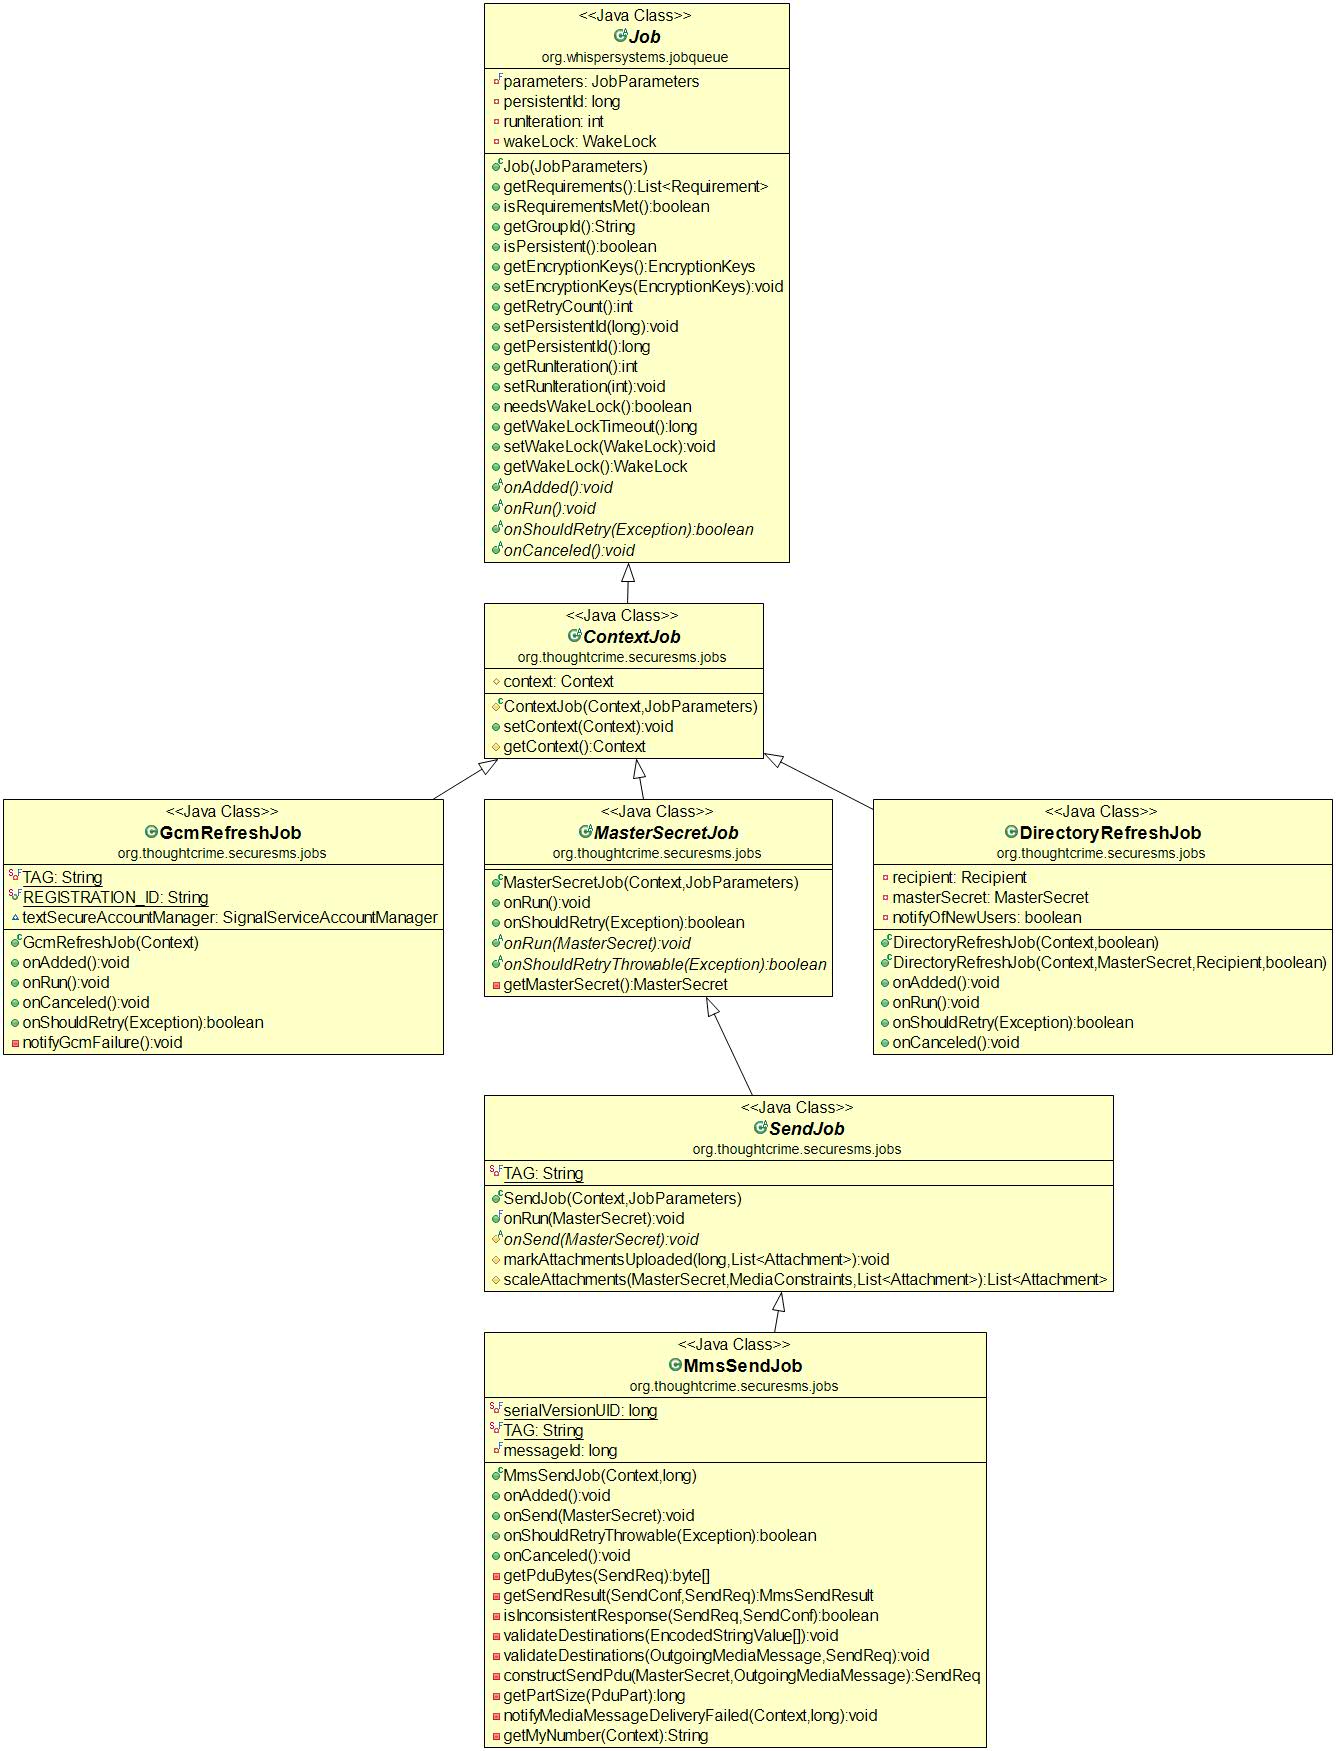 <<Java Class>>
Job
org.whispersystems.jobqueue
parameters: JobParameters
persistentId: long
runIteration: int
wakeLock: WakeLock
Job(JobParameters)
getRequirements():List<Requirement>
isRequirementsMet():boolean
getGroupId():String
isPersistent():boolean
getEncryptionKeys():EncryptionKeys
setEncryptionKeys(EncryptionKeys):void
getRetryCount():int
setPersistentId(long):void
getPersistentId():long
getRunIteration():int
setRunIteration(int):void
needsWakeLock():boolean
getWakeLockTimeout():long
setWakeLock(WakeLock):void
getWakeLock():WakeLock
onAdded():void
onRun():void
onShouldRetry(Exception):boolean
onCanceled():void
<<Java Class>>
ContextJob
org.thoughtcrime.securesms.jobs
context: Context
ContextJob(Context,JobParameters)
setContext(Context):void
getContext():Context
<<Java Class>>
GcmRefreshJob
org.thoughtcrime.securesms.jobs
TAG: String
REGISTRATION_ID: String
textSecureAccountManager: SignalServiceAccountManager
GcmRefreshJob(Context)
onAdded():void
onRun():void
onCanceled():void
onShouldRetry(Exception):boolean
notifyGcmFailure():void
<<Java Class>>
MasterSecretJob
org.thoughtcrime.securesms.jobs
MasterSecretJob(Context,JobParameters)
onRun():void
onShouldRetry(Exception):boolean
onRun(MasterSecret):void
onShouldRetryThrowable(Exception):boolean
getMasterSecret():MasterSecret
<<Java Class>>
DirectoryRefreshJob
org.thoughtcrime.securesms.jobs
recipient: Recipient
masterSecret: MasterSecret
notifyOfNewUsers: boolean
DirectoryRefreshJob(Context,boolean)
DirectoryRefreshJob(Context,MasterSecret,Recipient,boolean)
onAdded():void
onRun():void
onShouldRetry(Exception):boolean
onCanceled():void
<<Java Class>>
SendJob
org.thoughtcrime.securesms.jobs
TAG: String
SendJob(Context,JobParameters)
onRun(MasterSecret):void
onSend(MasterSecret):void
markAttachmentsUploaded(long,List<Attachment>):void
scaleAttachments(MasterSecret,MediaConstraints,List<Attachment>):List<Attachment>
<<Java Class>>
MmsSendJob
org.thoughtcrime.securesms.jobs
serialVersionUID: long
TAG: String
messageId: long
MmsSendJob(Context,long)
onAdded():void
onSend(MasterSecret):void
onShouldRetryThrowable(Exception):boolean
onCanceled():void
getPduBytes(SendReq):byte[]
getSendResult(SendConf,SendReq):MmsSendResult
isInconsistentResponse(SendReq,SendConf):boolean
validateDestinations(EncodedStringValue[]):void
validateDestinations(OutgoingMediaMessage,SendReq):void
constructSendPdu(MasterSecret,OutgoingMediaMessage):SendReq
getPartSize(PduPart):long
notifyMediaMessageDeliveryFailed(Context,long):void
getMyNumber(Context):String